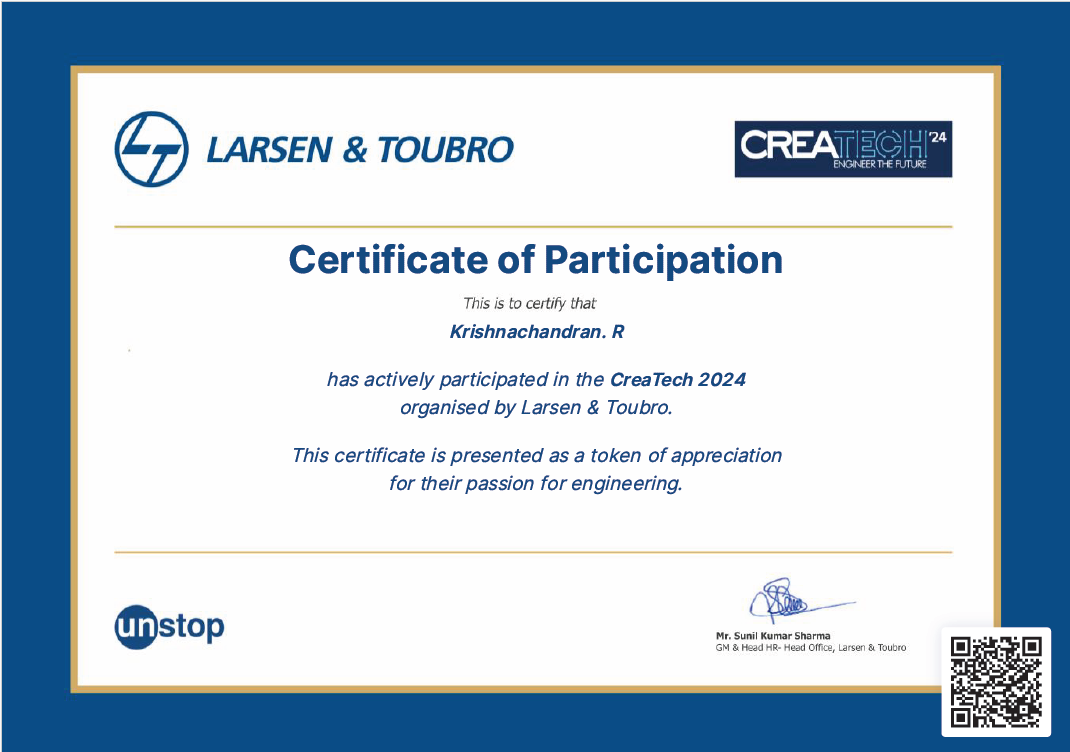 LT
LARSEN & TOUBRO
CREATECH '24
ENGINEER THE FUTURE
Certificate of Participation
This is to certify that
Krishnachandran. R
has actively participated in the CreaTech 2024
organised by Larsen & Toubro.
This certificate is presented as a token of appreciation
for their passion for engineering.
unstop
Mr. Sunil Kumar Sharma
GM & Head HR- Head Office, Larsen & Toubro